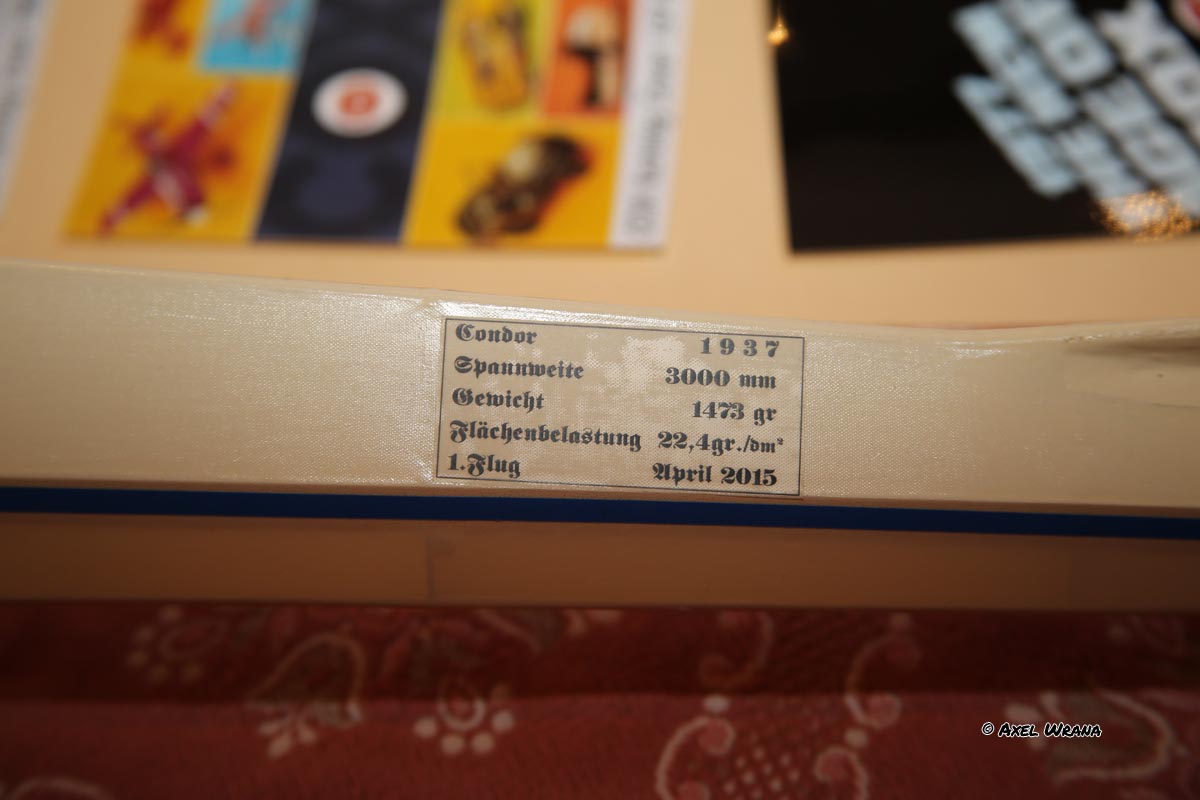 Condor 1937
Spannweite 3000 mm
Gewicht 1473 gr
Flächenbelastung 22,4gr./dm²
1.Flug April 2015
© Axel Wrana